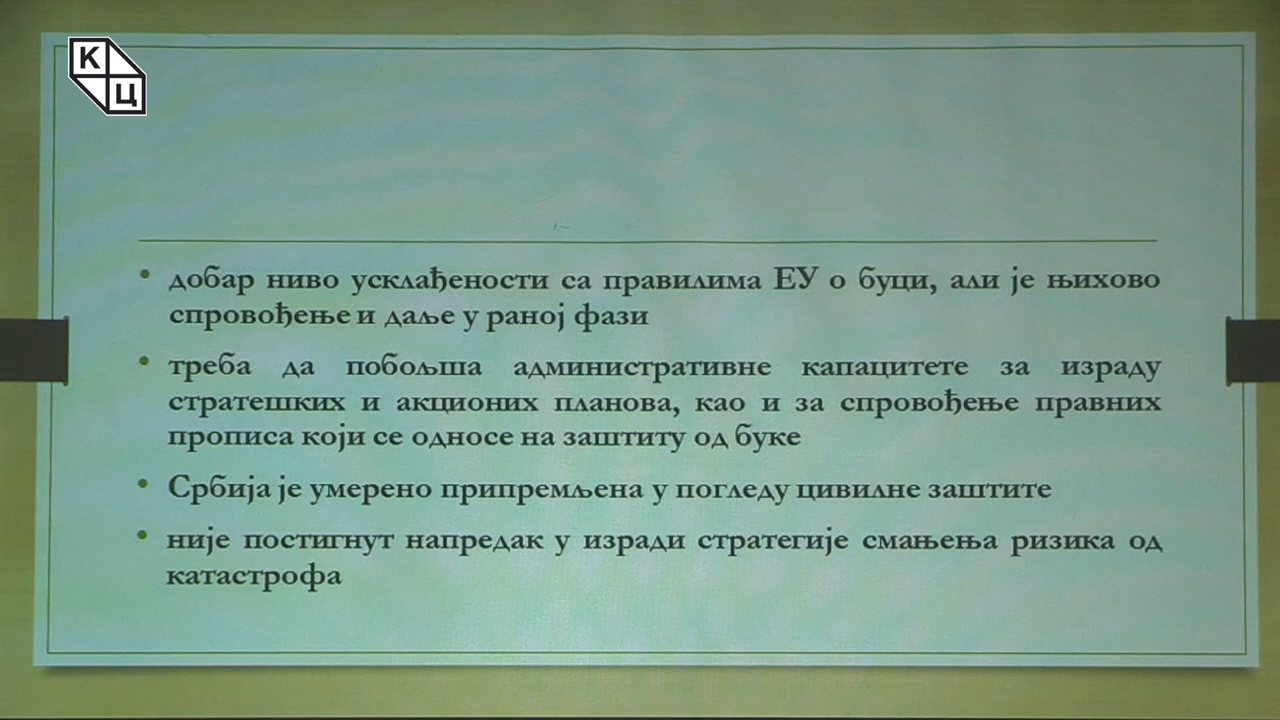 К
Ц
• добар ниво усклађености са правилима ЕУ о буци, али је њихово
спровођење и даље у раној фази
• треба да побољша административне капацитете за израду
стратешких и акционих планова, као и за спровођење правних
прописа који се односе на заштиту од буке
• Србија је умерено припремљена у погледу цивилне заштите
• није постигнут напредак у изради стратегије смањења ризика од
катастрофа